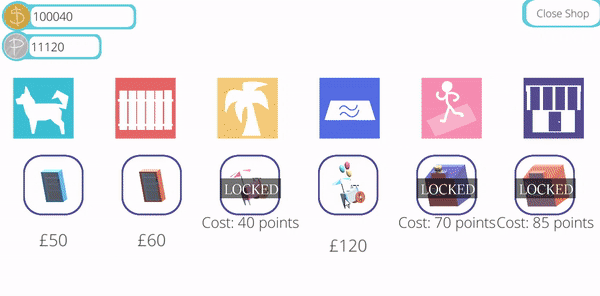 100040
Close Shop
11120
LOCKED
LOCKED
LOCKED
Cost: 40 points
Cost: 70 points
Cost: 85 points
£50
£60
£120